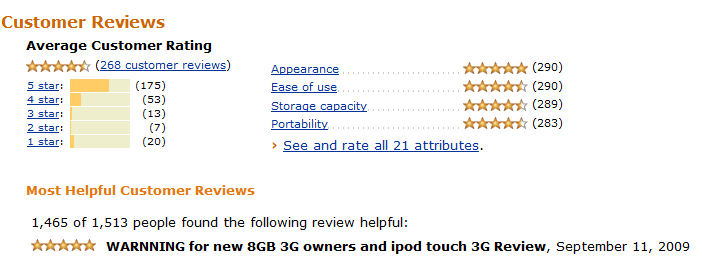 Customer Reviews
Average Customer Rating
(268 customer reviews)
5 star: (175)
4 star: (53)
3 star: (13)
2 star: (7)
1 star: (20)
Appearance (290)
Ease of use (290)
Storage capacity (289)
Portability (283)
› See and rate all 21 attributes.
Most Helpful Customer Reviews
1,465 of 1,513 people found the following review helpful:
WARNNING for new 8GB 3G owners and ipod touch 3G Review, September 11, 2009